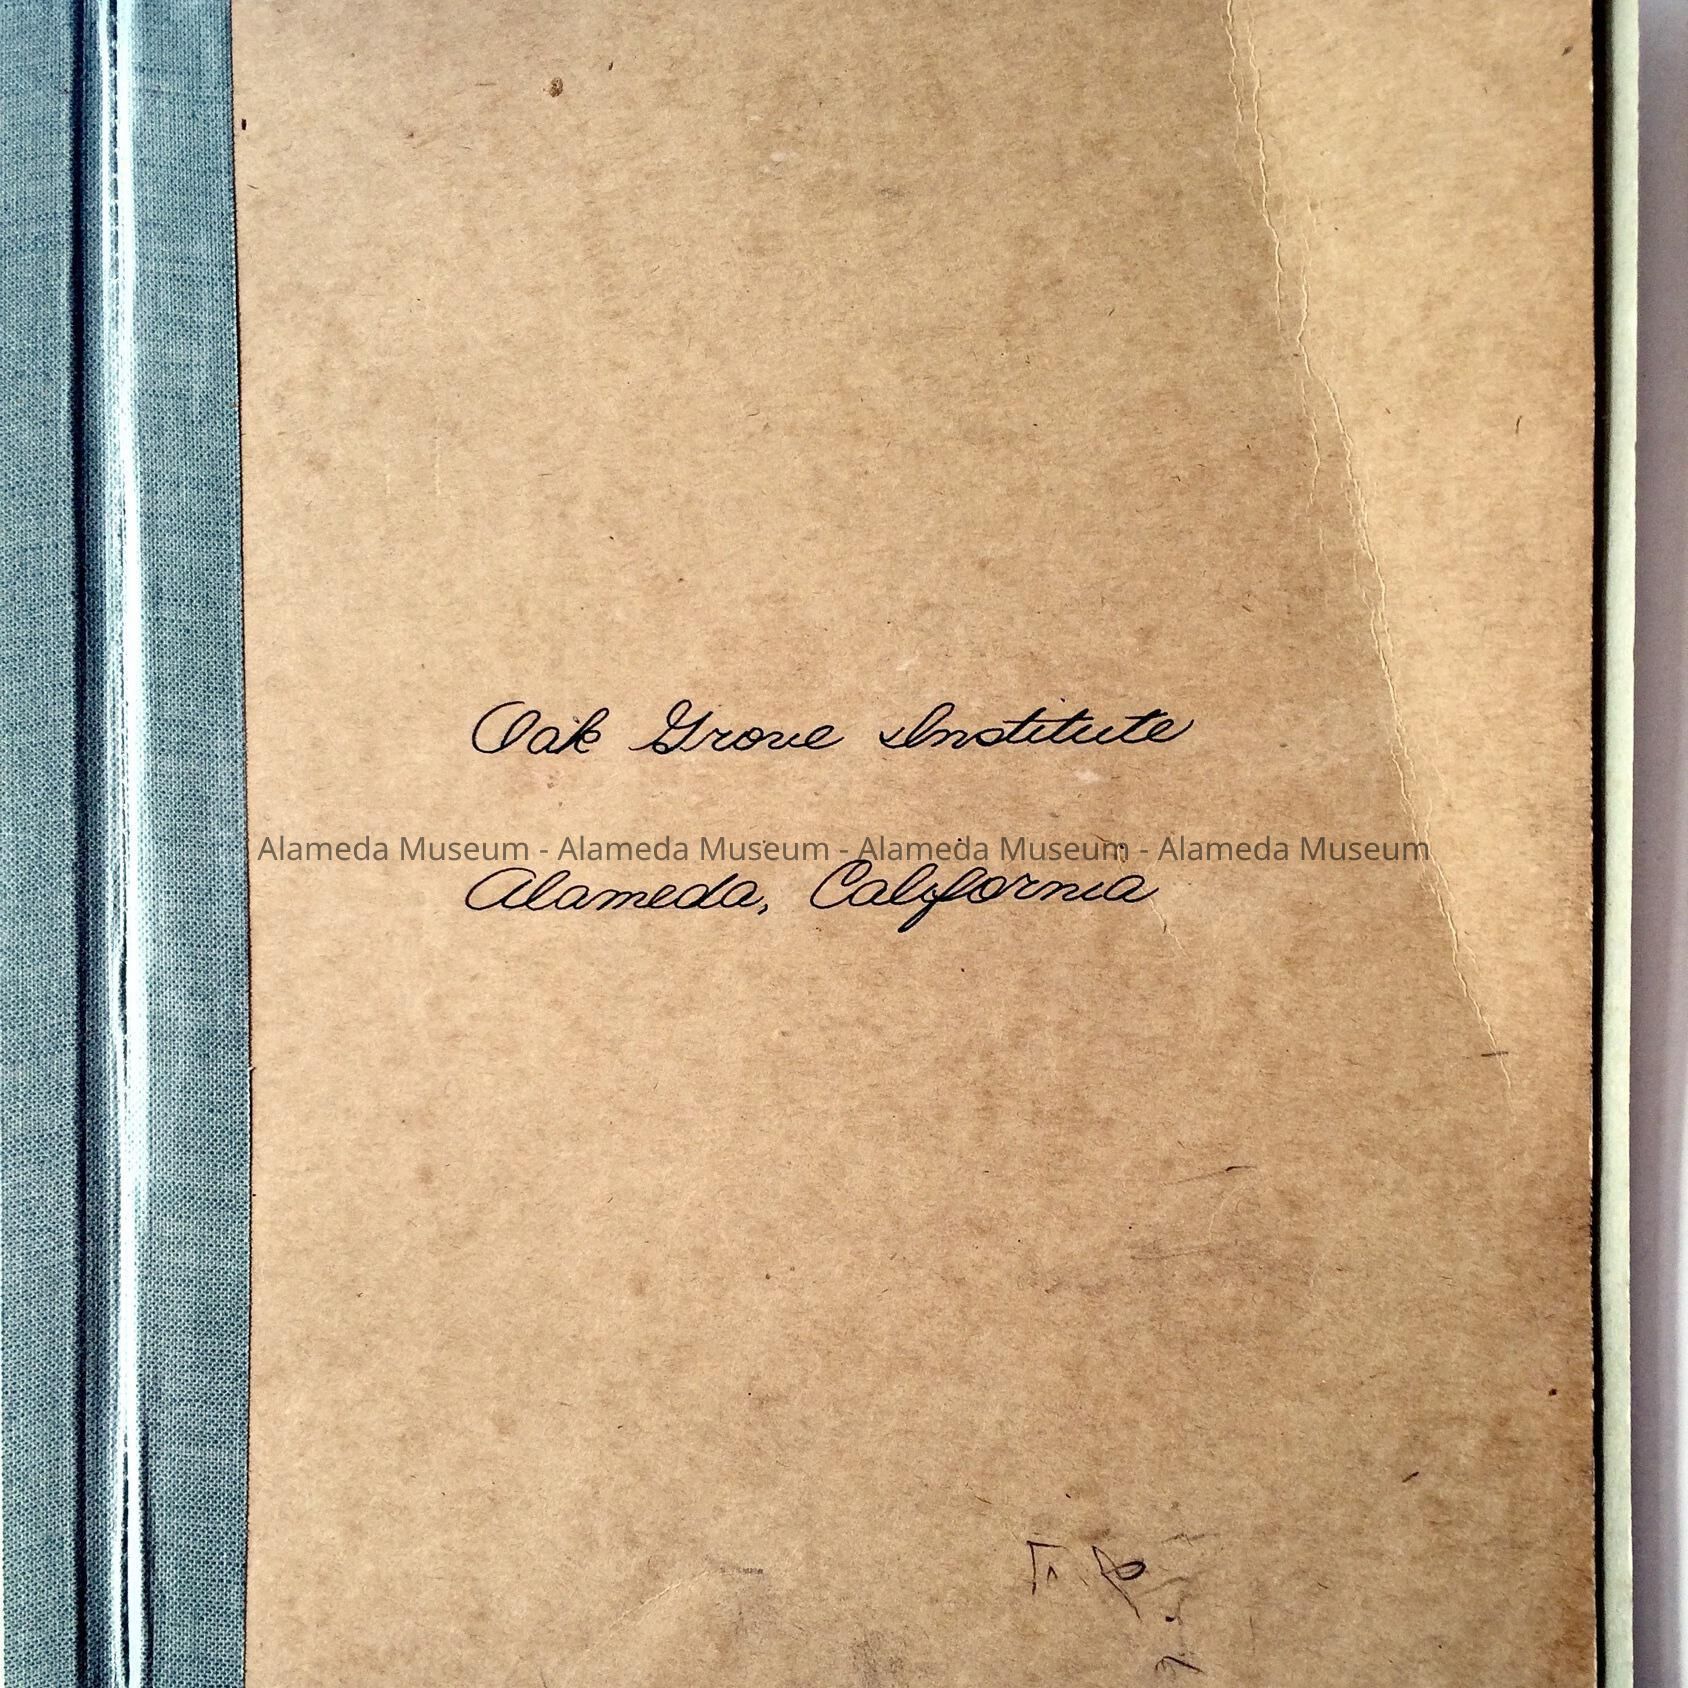 Oak Grove Institute
Alameda Museum - Alameda Museum - Alameda Museum - Alameda Museum
Alameda, California